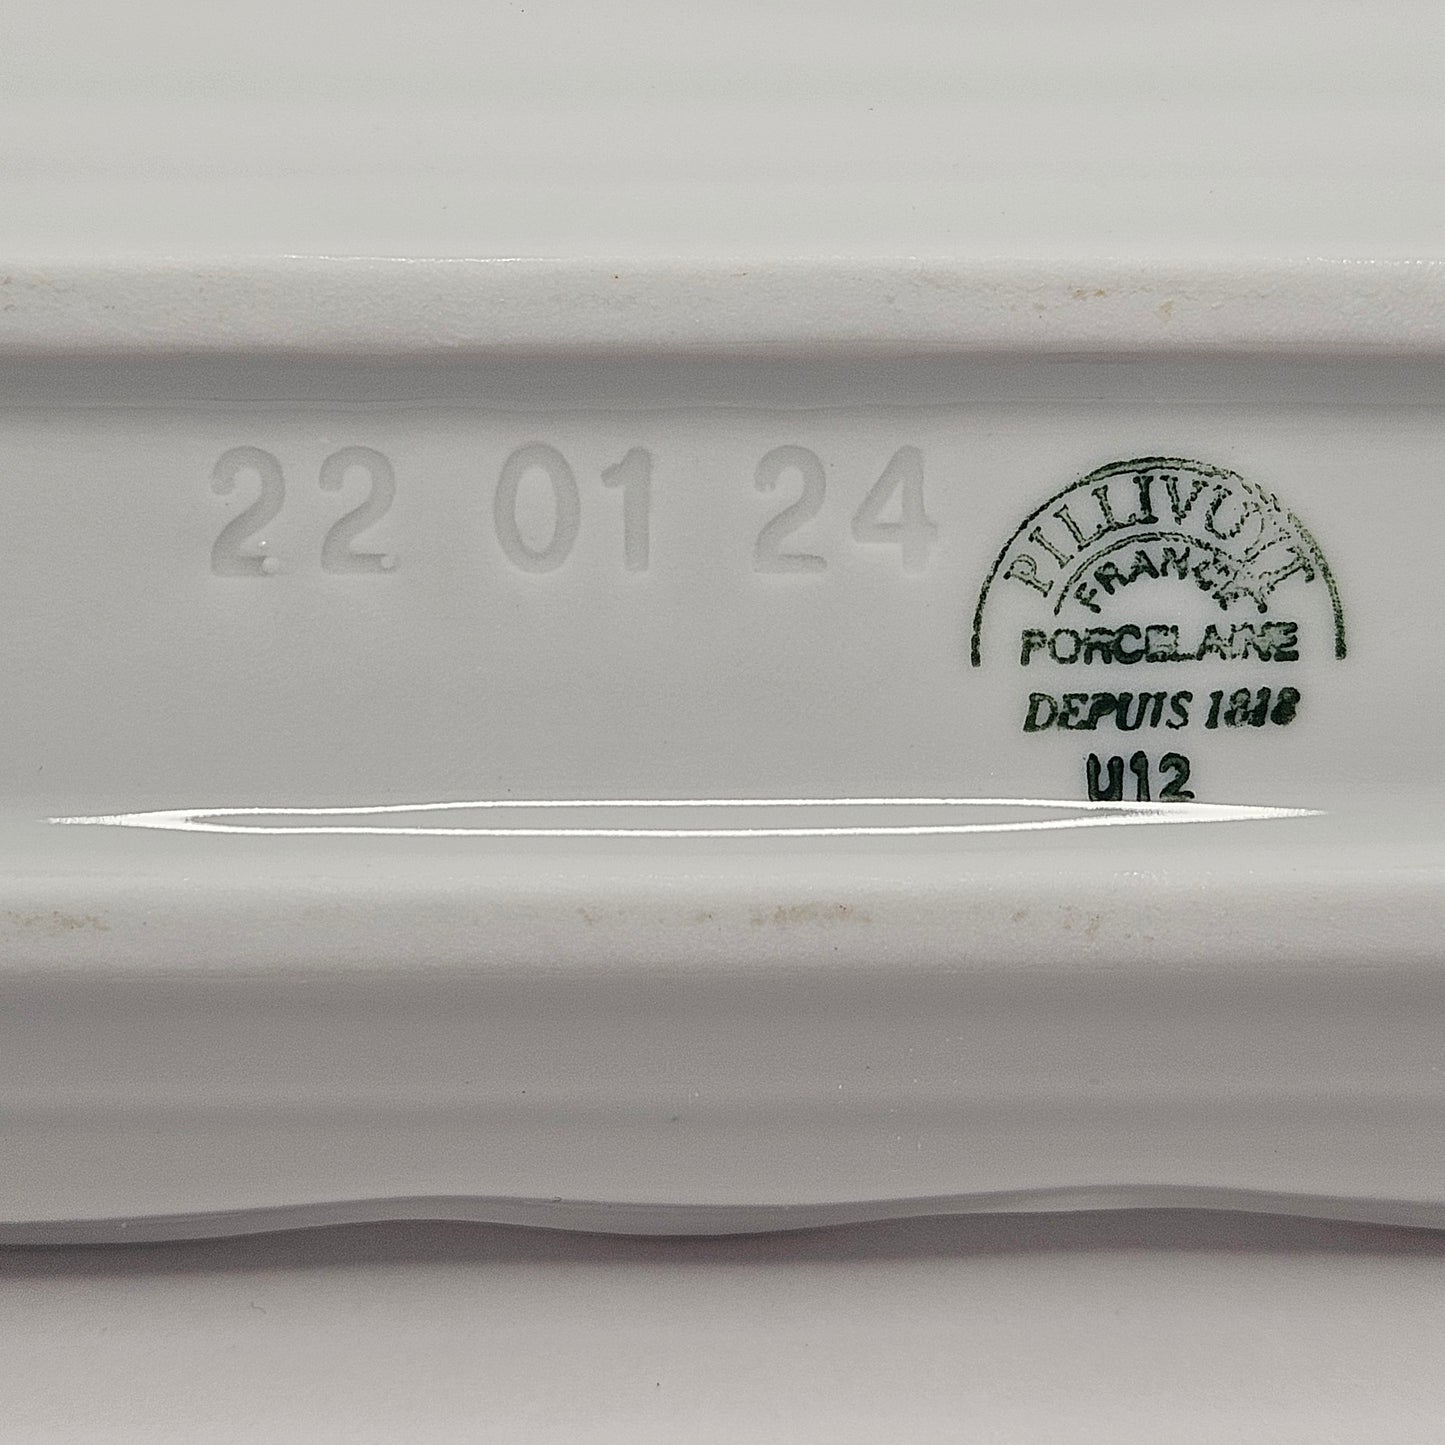 22 01 24
PILLIVUYT
FRANCE
PORCELAINE
DEPUIS 1818
U12